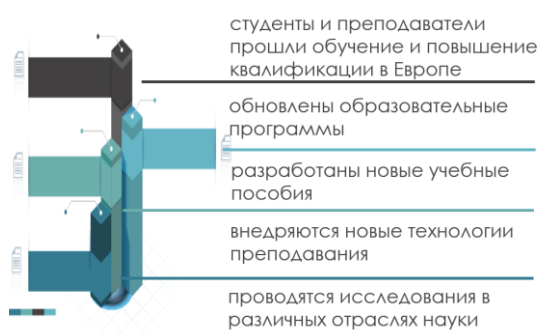 студенты и преподаватели
прошли обучение и повышение
квалификации в Европе
обновлены образовательные
программы
разработаны новые учебные
пособия
внедряются новые технологии
преподавания
проводятся исследования в
различных отраслях науки